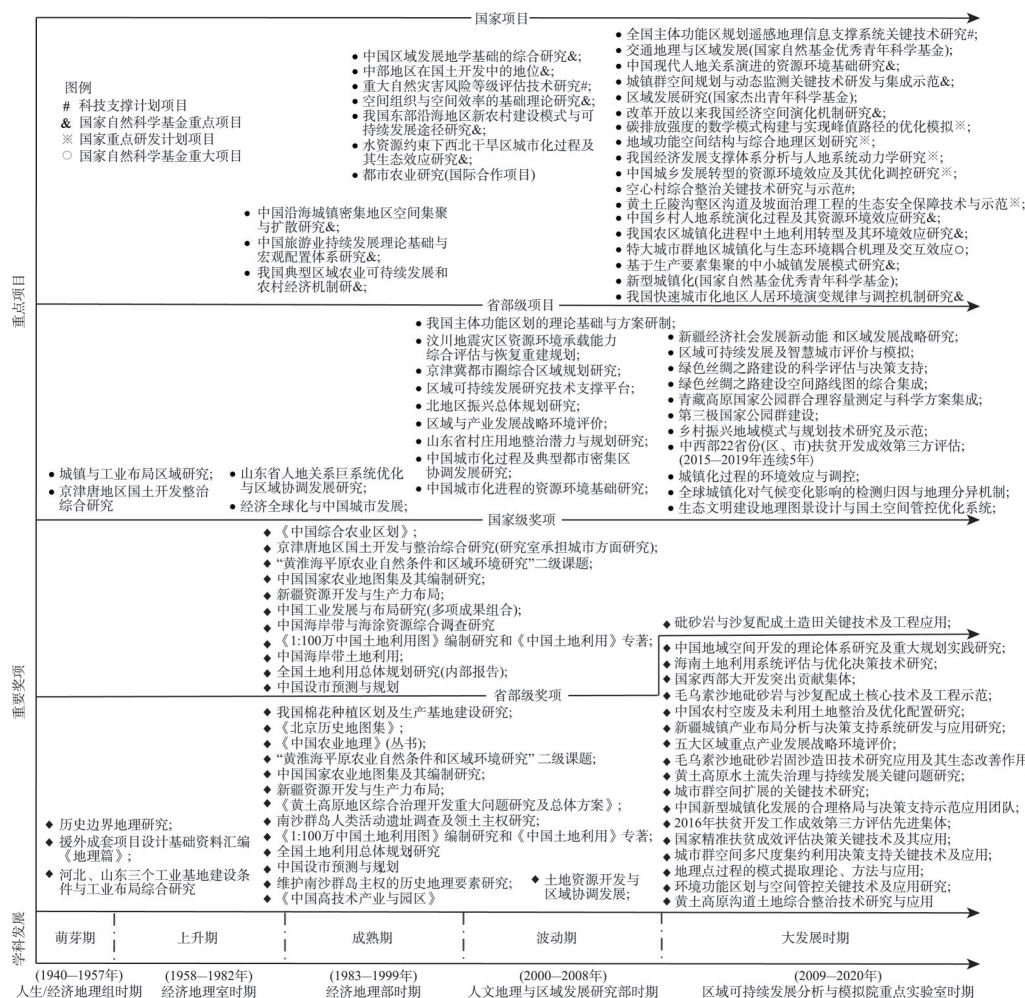 国家项目
图例
# 科技支撑计划项目
& 国家自然科学基金重点项目
※ 国家重点研发计划项目
○ 国家自然科学基金重大项目
● 中国沿海城镇密集地区空间集聚
与扩散研究&;
● 中国旅游业持续发展理论基础与
宏观配置体系研究&;
● 我国典型区域农业可待续发展和
农村经济机制研&;
● 中国区域发展地学基础的综合研究&;
● 中部地区在国土开发中的地位&;
● 重大自然灾害风险等级评估技术研究#;
● 空间组织与空间效率的基础理论研究&;
● 我国东部沿海地区新农村建设模式与可
持续发展途径研究&;
● 水资源约束下西北干旱区城市化过程及
其生态效应研究&;
● 都市农业研究(国际合作项目)
● 全国主体功能区规划遥感地理信息支撑系统关键技术研究#;
● 交通地理与区域发展(国家自然基金优秀青年科学基金);
● 中国现代人地关系演进的资源环境基础研究&;
● 城镇群空间规划与动态监测关键技术研发与集成示范&;
● 区域发展研究(国家杰出青年科学基金);
● 改革开放以来我国经济空间演化机制研究&;
● 碳排放强度的数学模式构建与实现峰值路径的优化模拟※;
● 地域功能空间结构与综合地理区划研究※;
● 我国经济发展支撑体系分析与人地系统动力学研究※;
● 中国城乡发展转型的资源环境效应及其优化调控研究※;
● 空心村综合整治关键技术研究与示范#;
● 黄土丘陵沟壑区沟道及坡面治理工程的生态安全保障技术与示范※;
● 中国乡村人地系统演化过程及其资源环境效应研究&;
● 我国农区城镇化进程中土地利用转型及其环境效应研究&;
● 特大城市群地区城镇化与生态环境耦合机理及交互效应○;
● 基于生产要素集聚的中小城镇发展模式研究&;
● 新型城镇化(国家自然基金优秀青年科学基金);
● 我国快速城市化地区人居环境演变规律与调控机制研究&
重点项目
省部级项目
● 城镇与工业布局区域研究;
● 京津唐地区国土开发整治
综合研究
● 山东省人地关系巨系统优化
与区域协调发展研究;
● 经济全球化与中国城市发展;
● 我国主体功能区划的理论基础与方案研制;
● 汶川地震灾区资源环境承载能力
综合评估与恢复重建规划;
● 京津冀都市圈综合区域规划研究;
● 区域可持续发展研究技术支撑平台;
● 北地区振兴总体规划研究;
● 区域与产业发展战略环境评价;
● 山东省村庄用地整治潜力与规划研究;
● 中国城市化过程及典型都市密集区
协调发展研究;
● 中国城市化进程的资源环境基础研究;
● 新疆经济社会发展新动能 和区域发展战略研究;
● 区域可持续发展及智慧城市评价与模拟;
● 绿色丝绸之路建设的科学评估与决策支持;
● 绿色丝绸之路建设空间路线图的综合集成;
● 青藏高原国家公园群合理容量测定与科学方案集成;
● 第三极国家公园群建设;
● 乡村振兴地域模式与规划技术研究及示范;
● 中西部22省份(区、市)扶贫开发成效第三方评估;
(2015—2019年连续5年)
● 城镇化过程的环境效应与调控;
● 全球城镇化对气候变化影响的检测归因与地理分异机制;
● 生态文明建设地理图景设计与国土空间管控优化系统;
国家级奖项
◆ 《中国综合农业区划》;
◆ 京津唐地区国土开发与整治综合研究(研究室承担城市方面研究);
◆ “黄淮海平原农业自然条件和区域环境研究”二级课题;
◆ 中国国家农业地图集及其编制研究;
◆ 新疆资源开发与生产力布局;
◆ 中国工业发展与布局研究(多项成果组合);
◆ 中国海岸带与海涂资源综合调查研究
◆ 《1:100万中国土地利用图》编制研究和《中国土地利用》专著;
◆ 中国海岸带土地利用;
◆ 全国土地利用总体规划研究(内部报告);
◆ 中国设市预测与规划
◆ 砒砂岩与沙复配成土造田关键技术及工程应用;
重要奖项
省部级奖项
◆ 历史边界地理研究;
◆ 援外成套项目设计基础资料汇编
《地理篇》;
◆ 河北、山东三个工业基地建设条
件与工业布局综合研究
◆ 我国棉花种植区划及生产基地建设研究;
◆ 《北京历史地图集》;
◆ 《中国农业地理》(丛书);
◆ “黄淮海平原农业自然条件和区域环境研究” 二级课题;
◆ 中国国家农业地图集及其编制研究;
◆ 新疆资源开发与生产力布局;
◆ 《黄土高原地区综合治理开发重大问题研究及总体方案》;
◆ 南沙群岛人类活动遗址调查及领土主权研究;
◆ 《1:100万中国土地利用图》编制研究和《中国土地利用》专著;
◆ 全国土地利用总体规划研究
◆ 中国设市预测与规划
◆ 维护南沙群岛主权的历史地理要素研究;
◆ 《中国高技术产业与园区》
◆ 土地资源开发与
区域协调发展;
◆ 中国地域空间开发的理论体系研究及重大规划实践研究;
◆ 海南土地利用系统评估与优化决策技术研究;
◆ 国家西部大开发突出贡献集体;
◆ 毛乌素沙地砒砂岩与沙复配成土核心技术及工程示范;
◆ 中国农村空废及未利用土地整治及优化配置研究;
◆ 新疆城镇产业布局分析与决策支持系统研发与应用研究;
◆ 五大区域重点产业发展战略环境评价;
◆ 毛乌素沙地砒砂岩固沙造田技术研究应用及其生态改善作用
◆ 黄土高原水土流失治理与持续发展关键问题研究;
◆ 城市群空间扩展的关键技术研究;
◆ 中国新型城镇化发展的合理格局与决策支持示范应用团队;
◆ 2016年扶贫开发工作成效第三方评估先进集体;
◆ 国家精准扶贫成效评估决策关键技术及其应用;
◆ 城市群空间多尺度集约利用决策支持关键技术及应用;
◆ 地理点过程的模式提取理论、方法与应用;
◆ 环境功能区划与空间管控关键技术及应用研究;
◆ 黄土高原沟道土地综合整治技术研究与应用
学科发展
萌芽期
上升期
成熟期
波动期
大发展时期
(1940—1957年)
人生/经济地理组时期
(1958—1982年)
经济地理室时期
(1983—1999年)
经济地理部时期
(2000—2008年)
人文地理与区域发展研究部时期
(2009—2020年)
区域可持续发展分析与模拟院重点实验室时期